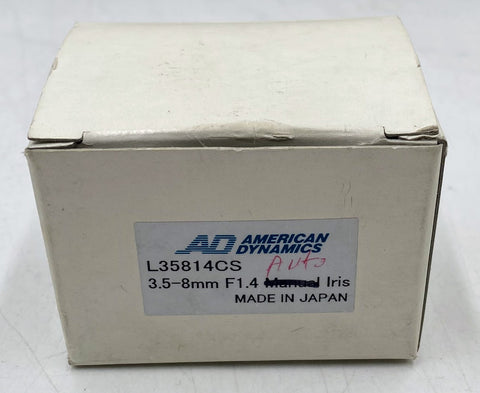 AD AMERICAN
DYNAMICS
L35814CS Auto
3.5-8mm F1.4 Manual Iris
MADE IN JAPAN